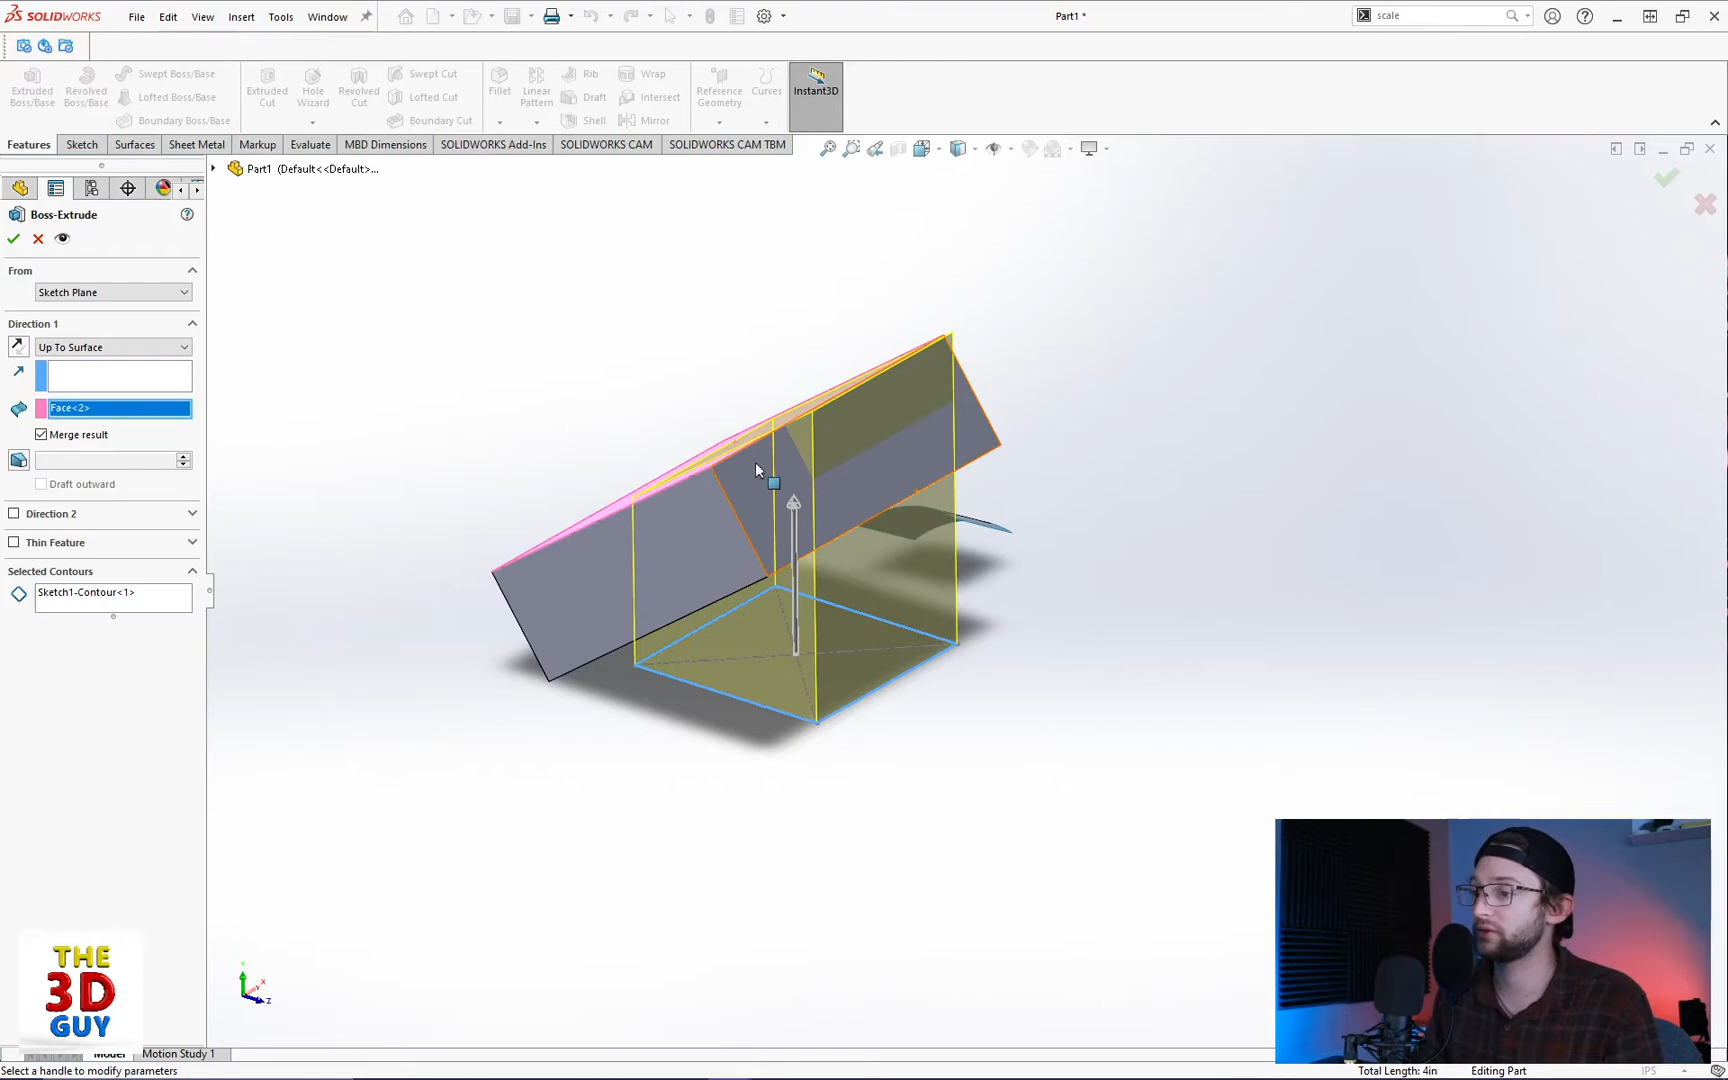 SOLIDWORKS
File Edit View Insert Tools Window
Part1 *
scale
Extruded Boss/Base
Revolved Boss/Base
Swept Boss/Base
Lofted Boss/Base
Boundary Boss/Base
Extruded Cut
Hole Wizard
Revolved Cut
Swept Cut
Lofted Cut
Boundary Cut
Fillet
Linear Pattern
Rib
Draft
Shell
Wrap
Intersect
Mirror
Reference Geometry
Curves
Instant3D
Features Sketch Surfaces Sheet Metal Markup Evaluate MBD Dimensions SOLIDWORKS Add-Ins SOLIDWORKS CAM SOLIDWORKS CAM TBM
Part1 (Default<<Default>...
Boss-Extrude
From
Sketch Plane
Direction 1
Up To Surface
Face<2>
Merge result
Draft outward
Direction 2
Thin Feature
Selected Contours
Sketch1-Contour<1>
THE
3D
GUY
Model Motion Study 1
Select a handle to modify parameters
Total Length: 4in Editing Part IPS